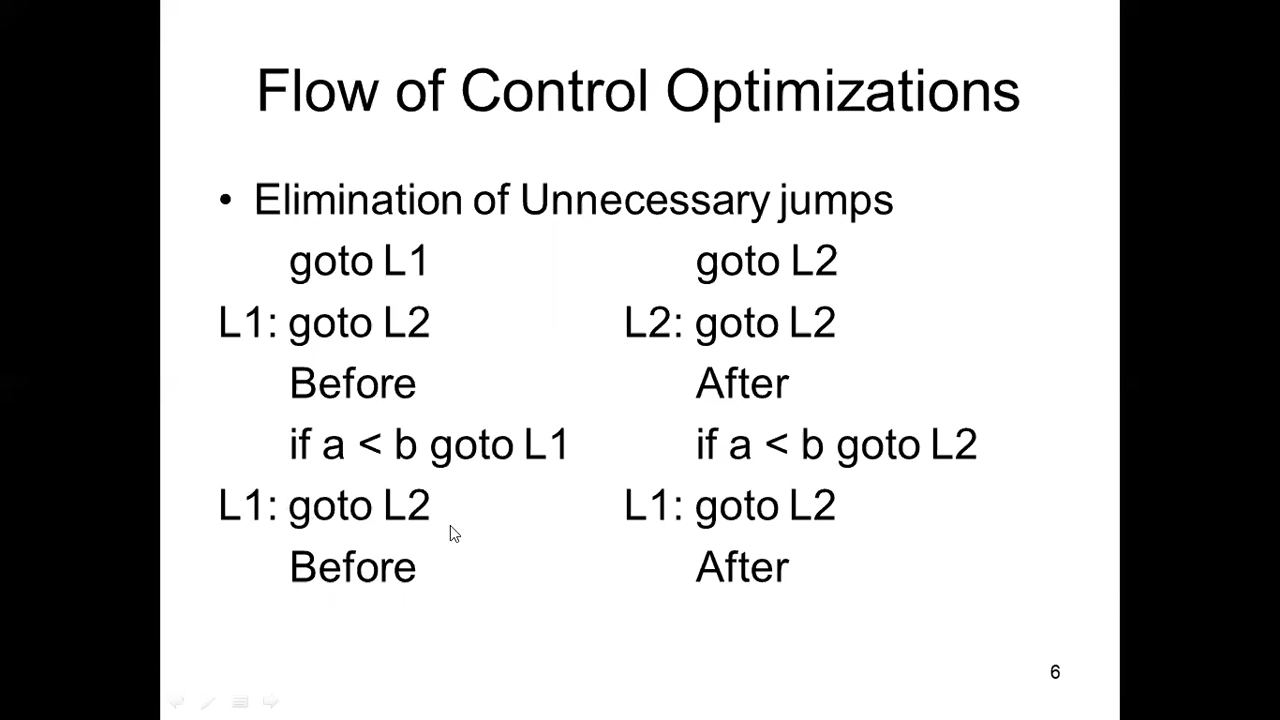 Flow of Control Optimizations
• Elimination of Unnecessary jumps
goto L1 goto L2
L1: goto L2 L2: goto L2
Before After
if a < b goto L1 if a < b goto L2
L1: goto L2 L1: goto L2
Before After
6